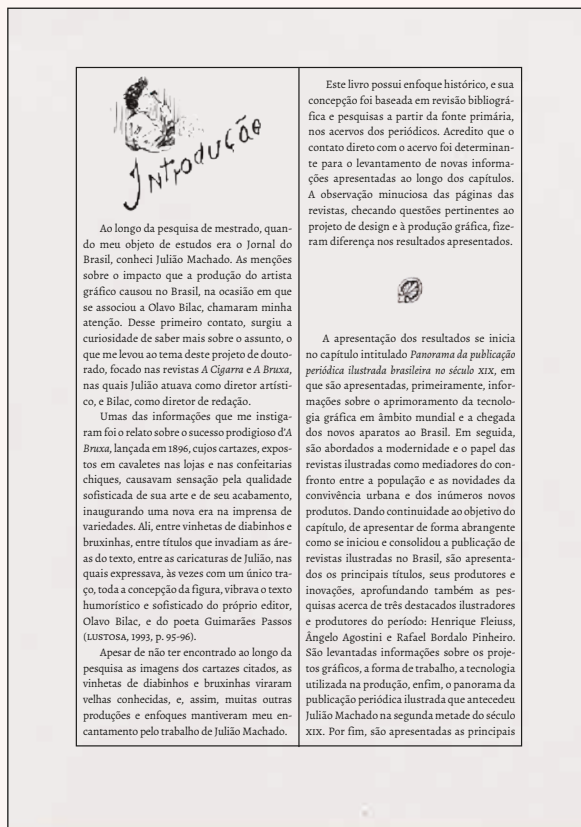 Introdução
Ao longo da pesquisa de mestrado, quan-
do meu objeto de estudos era o Jornal do
Brasil, conheci Julião Machado. As menções
sobre o impacto que a produção do artista
gráfico causou no Brasil, na ocasião em que
se associou a Olavo Bilac, chamaram minha
atenção. Desse primeiro contato, surgiu a
curiosidade de saber mais sobre o assunto, o
que me levou ao tema deste projeto de douto-
rado, focado nas revistas A Cigarra e A Bruxa,
nas quais Julião atuava como diretor artísti-
co, e Bilac, como diretor de redação.
Umas das informações que me instiga-
ram foi o relato sobre o sucesso prodigioso d'A
Bruxa, lançada em 1896, cujos cartazes, expos-
tos em cavaletes nas lojas e nas confeitarias
chiques, causavam sensação pela qualidade
sofisticada de sua arte e de seu acabamento,
inaugurando uma nova era na imprensa de
variedades. Ali, entre vinhetas de diabinhos e
bruxinhas, entre títulos que invadiam as áre-
as do texto, entre as caricaturas de Julião, nas
quais expressava, às vezes com um único tra-
ço, toda a concepção da figura, vibrava o texto
humorístico e sofisticado do próprio editor,
Olavo Bilac, e do poeta Guimarães Passos
(LUSTOSA, 1993, p. 95-96).
Apesar de não ter encontrado ao longo da
pesquisa as imagens dos cartazes citados, as
vinhetas de diabinhos e bruxinhas viraram
velhas conhecidas, e, assim, muitas outras
produções e enfoques mantiveram meu en-
cantamento pelo trabalho de Julião Machado.
Este livro possui enfoque histórico, e sua
concepção foi baseada em revisão bibliográ-
fica e pesquisas a partir da fonte primária,
nos acervos dos periódicos. Acredito que o
contato direto com o acervo foi determinan-
te para o levantamento de novas informa-
ções apresentadas ao longo dos capítulos.
A observação minuciosa das páginas das
revistas, checando questões pertinentes ao
projeto de design e à produção gráfica, fize-
ram diferença nos resultados apresentados.
A apresentação dos resultados se inicia
no capítulo intitulado Panorama da publicação
periódica ilustrada brasileira no século XIX, em
que são apresentadas, primeiramente, infor-
mações sobre o aprimoramento da tecnolo-
gia gráfica em âmbito mundial e a chegada
dos novos aparatos ao Brasil. Em seguida,
são abordados a modernidade e o papel das
revistas ilustradas como mediadores do con-
fronto entre a população e as novidades da
convivência urbana e dos inúmeros novos
produtos. Dando continuidade ao objetivo do
capítulo, de apresentar de forma abrangente
como se iniciou e consolidou a publicação de
revistas ilustradas no Brasil, são apresenta-
dos os principais títulos, seus produtores e
inovações, aprofundando também as pes-
quisas acerca de três destacados ilustradores
e produtores do período: Henrique Fleiuss,
Ângelo Agostini e Rafael Bordalo Pinheiro.
São levantadas informações sobre os proje-
tos gráficos, a forma de trabalho, a tecnologia
utilizada na produção, enfim, o panorama da
publicação periódica ilustrada que antecedeu
Julião Machado na segunda metade do século
XIX. Por fim, são apresentadas as principais